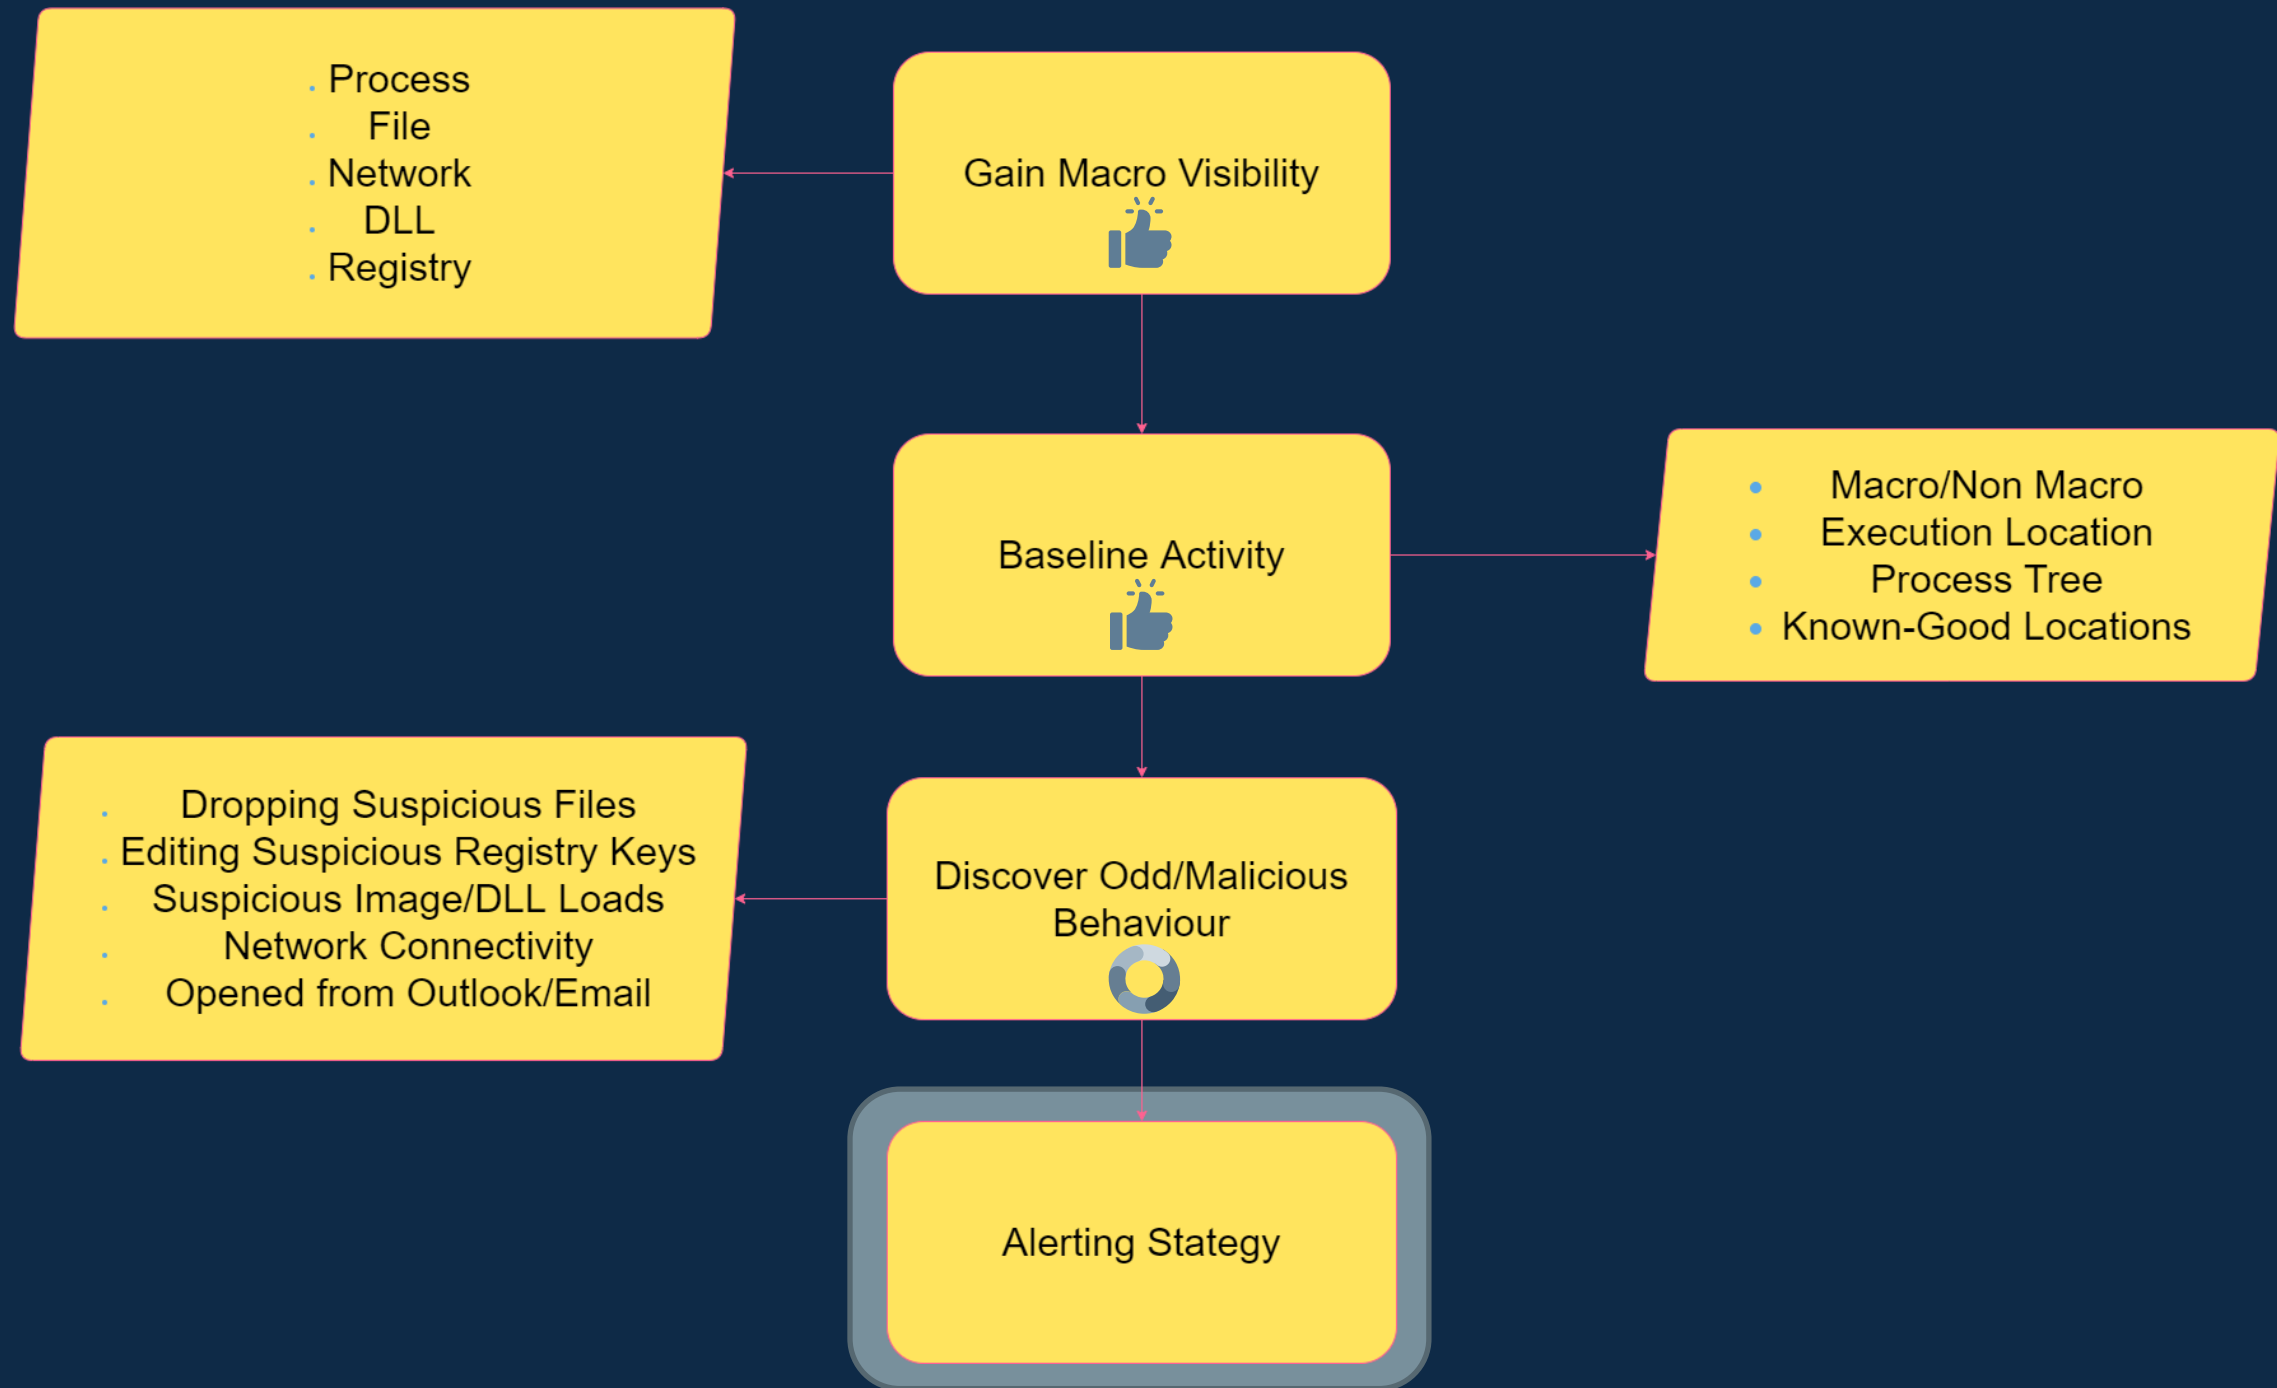 Process
File
Network
DLL
Registry
Gain Macro Visibility
Baseline Activity
Macro/Non Macro
Execution Location
Process Tree
Known-Good Locations
Dropping Suspicious Files
Editing Suspicious Registry Keys
Suspicious Image/DLL Loads
Network Connectivity
Opened from Outlook/Email
Discover Odd/Malicious
Behaviour
Alerting Stategy